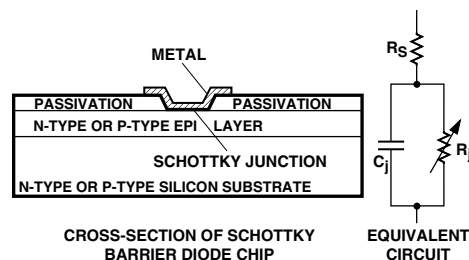 METAL
PASSIVATION PASSIVATION
N-TYPE OR P-TYPE EPI LAYER
SCHOTTKY JUNCTION
N-TYPE OR P-TYPE SILICON SUBSTRATE
CROSS-SECTION OF SCHOTTKY
BARRIER DIODE CHIP
RS
Cj
Rj
EQUIVALENT
CIRCUIT